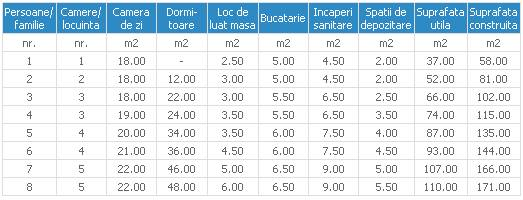 Persoane/ Camere/ Camera Dormi- Loc de Bucatarie Incaperi Spatii de Suprafata Suprafata
familie locuinta de zi toare luat masa sanitare depozitare utila construita
nr. nr. m2 m2 m2 m2 m2 m2 m2 m2
1 1 18.00 - 2.50 5.00 4.50 2.00 37.00 58.00
2 2 18.00 12.00 3.00 5.00 4.50 2.00 52.00 81.00
3 3 18.00 22.00 3.00 5.50 6.50 2.50 66.00 102.00
4 3 19.00 24.00 3.50 5.50 6.50 3.50 74.00 115.00
5 4 20.00 34.00 3.50 6.00 7.50 4.00 87.00 135.00
6 4 21.00 36.00 4.50 6.00 7.50 4.50 93.00 144.00
7 5 22.00 46.00 5.00 6.50 9.00 5.00 107.00 166.00
8 5 22.00 48.00 6.00 6.50 9.00 5.50 110.00 171.00